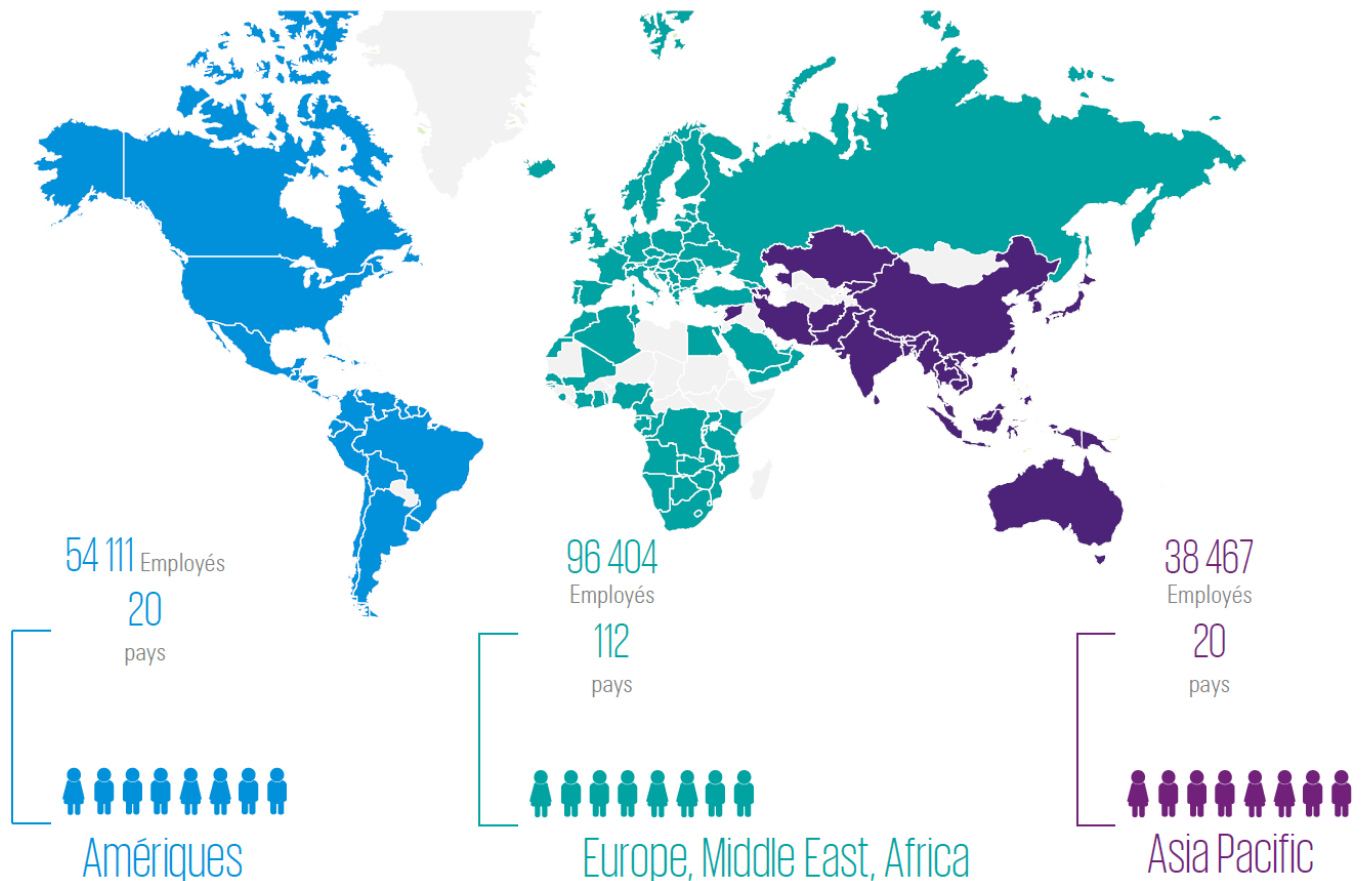 54 111 Employés
20
pays
Amériques
96 404
Employés
112
pays
Europe, Middle East, Africa
38 467
Employés
20
pays
Asia Pacific